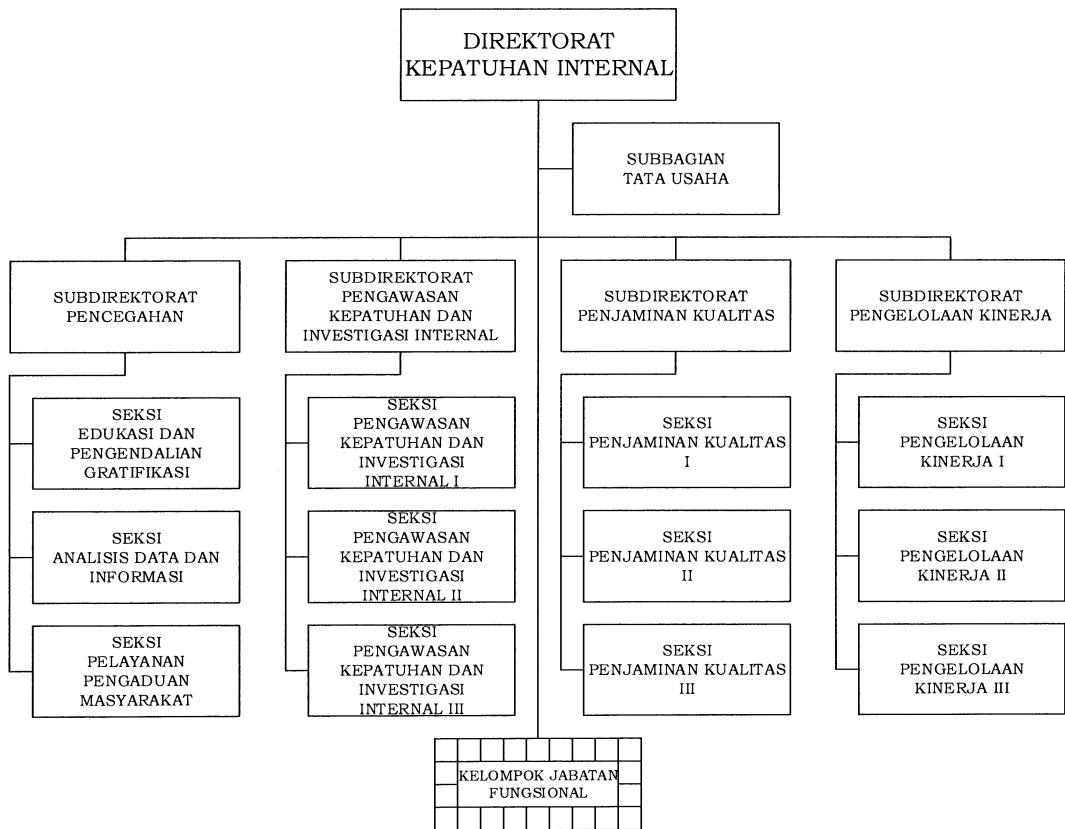 DIREKTORAT
KEPATUHAN INTERNAL
SUBBAGIAN
TATA USAHA
SUBDIREKTORAT
PENCEGAHAN
SUBDIREKTORAT
PENGAWASAN
KEPATUHAN DAN
INVESTIGASI INTERNAL
SUBDIREKTORAT
PENJAMINAN KUALITAS
SUBDIREKTORAT
PENGELOLAAN KINERJA
SEKSI
EDUKASI DAN
PENGENDALIAN
GRATIFIKASI
SEKSI
PENGAWASAN
KEPATUHAN DAN
INVESTIGASI
INTERNAL I
SEKSI
PENJAMINAN KUALITAS
I
SEKSI
PENGELOLAAN
KINERJA I
SEKSI
ANALISIS DATA DAN
INFORMASI
SEKSI
PENGAWASAN
KEPATUHAN DAN
INVESTIGASI
INTERNAL II
SEKSI
PENJAMINAN KUALITAS
II
SEKSI
PENGELOLAAN
KINERJA II
SEKSI
PELAYANAN
PENGADUAN
MASYARAKAT
SEKSI
PENGAWASAN
KEPATUHAN DAN
INVESTIGASI
INTERNAL III
SEKSI
PENJAMINAN KUALITAS
III
SEKSI
PENGELOLAAN
KINERJA III
KELOMPOK JABATAN
FUNGSIONAL